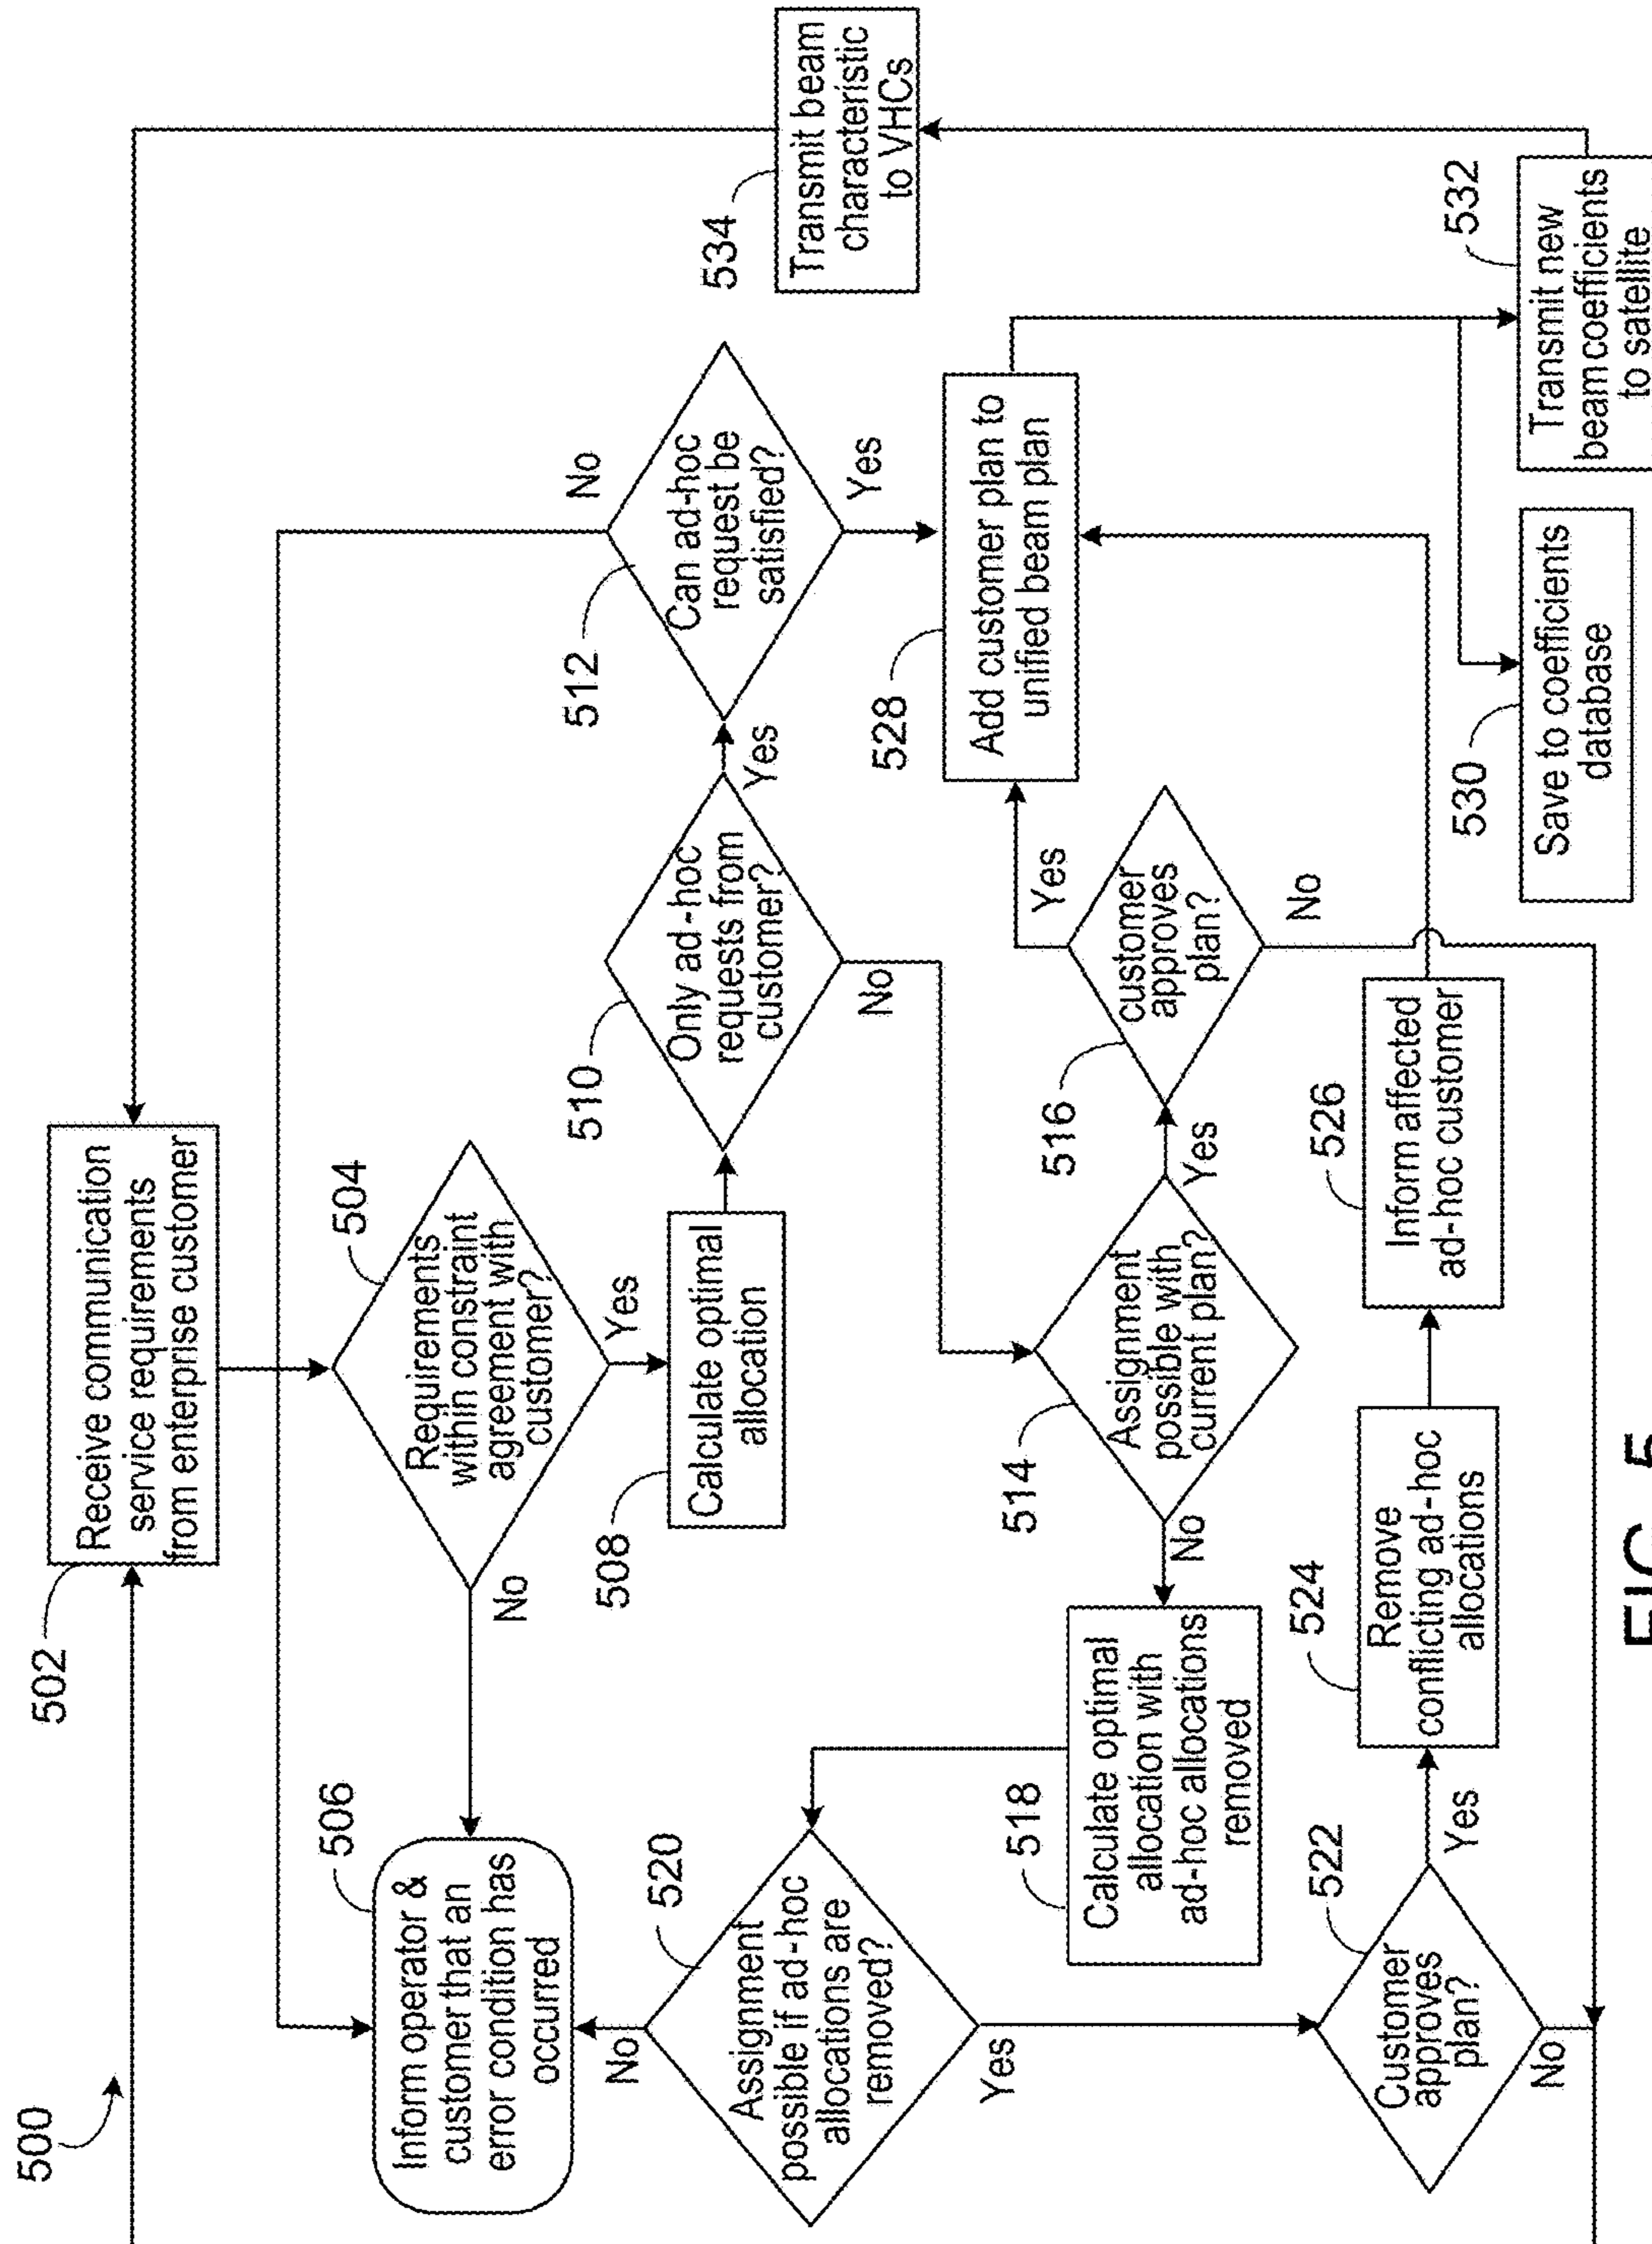 500
502
Receive communication
service requirements
from enterprise customer
504
Requirements
within constraint
agreement with
customer?
No
Yes
506
Inform operator &
customer that an
error condition has
occurred
508
Calculate optimal
allocation
510
Only ad-hoc
requests from
customer?
Yes
No
512
Can ad-hoc
request be
satisfied?
No
Yes
534
Transmit beam
characteristic
to VHCs
520
Assignment
possible if ad-hoc
allocations are
removed?
No
Yes
518
Calculate optimal
allocation with
ad-hoc allocations
removed
514
Assignment
possible with
current plan?
No
Yes
516
customer
approves
plan?
Yes
No
528
Add customer plan to
unified beam plan
522
Customer
approves
plan?
Yes
No
524
Remove
conflicting ad-hoc
allocations
526
Inform affected
ad-hoc customer
530
Save to coefficients
database
532
Transmit new
beam coefficients
to satellite
FIG. 5